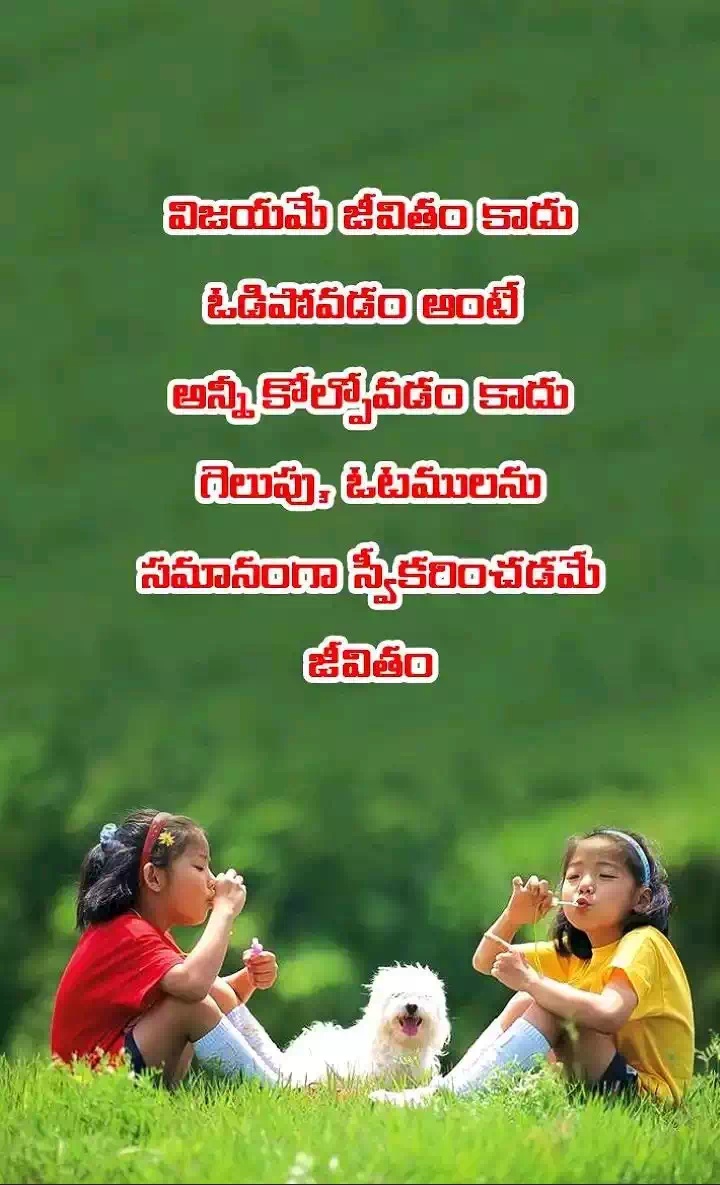 విజయమే జీవితం కాదు
ఓడిపోవడం అంటే
అన్నీ కోల్పోవడం కాదు
గెలుపు, ఓటములను
సమానంగా స్వీకరించడమే
జీవితం